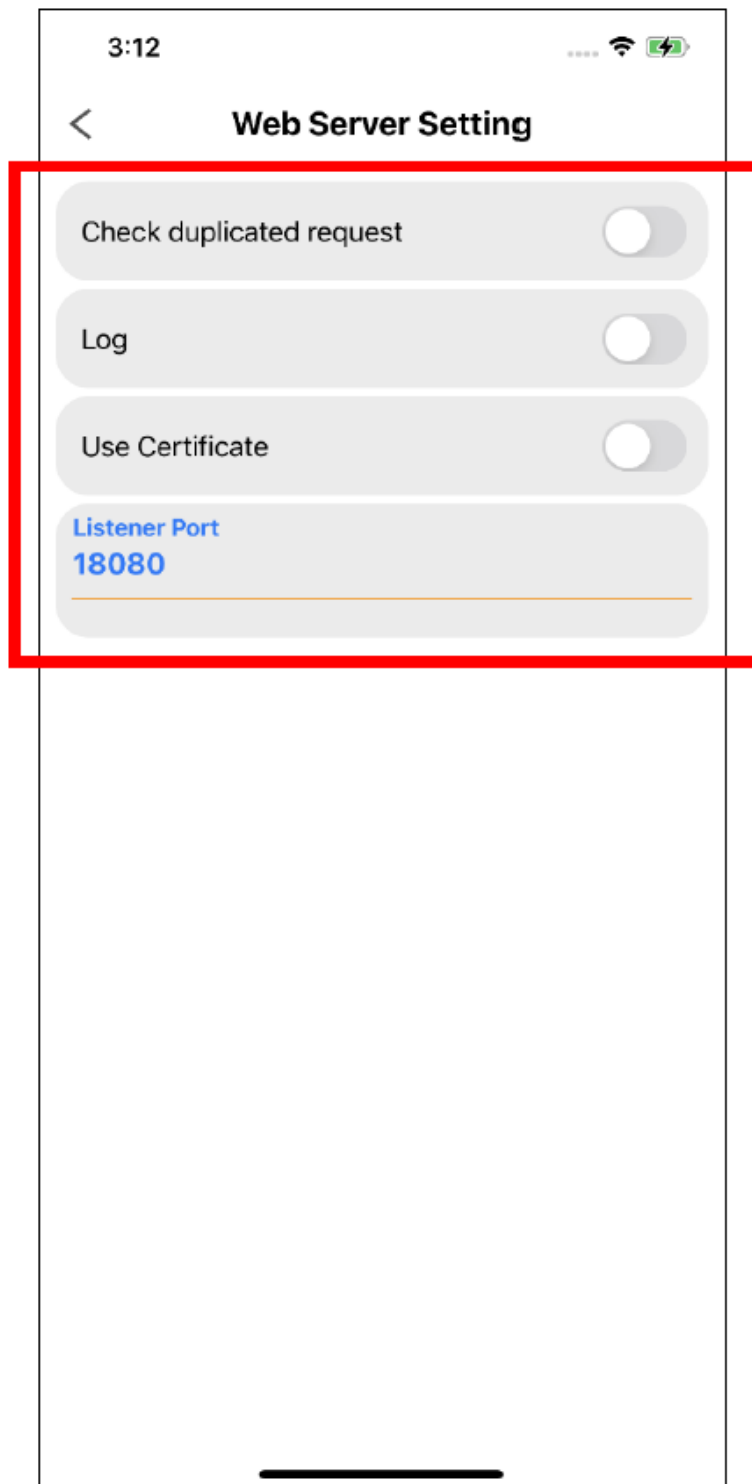 3:12
Web Server Setting
Check duplicated request
Log
Use Certificate
Listener Port
18080